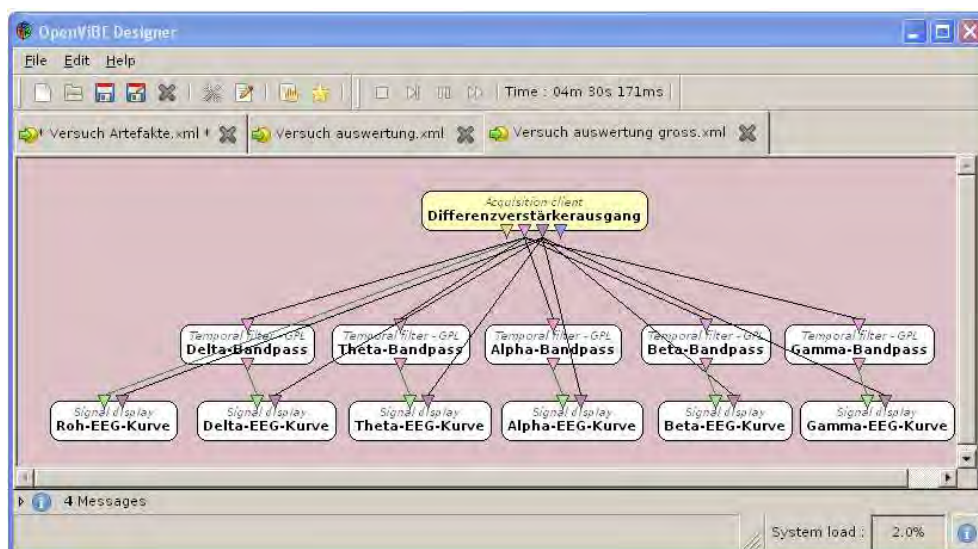 OpenViBE Designer
File Edit Help
Time : 04m 30s 171ms
* Versuch Artefakte.xml *
Versuch auswertung.xml
Versuch auswertung gross.xml
Acquisition client
Differenzverstärkerausgang
Temporal filter - GPL
Delta-Bandpass
Temporal filter - GPL
Theta-Bandpass
Temporal filter - GPL
Alpha-Bandpass
Temporal filter - GPL
Beta-Bandpass
Temporal filter - GPL
Gamma-Bandpass
Signal display
Roh-EEG-Kurve
Signal display
Delta-EEG-Kurve
Signal display
Theta-EEG-Kurve
Signal display
Alpha-EEG-Kurve
Signal display
Beta-EEG-Kurve
Signal display
Gamma-EEG-Kurve
4 Messages
System load : 2.0%